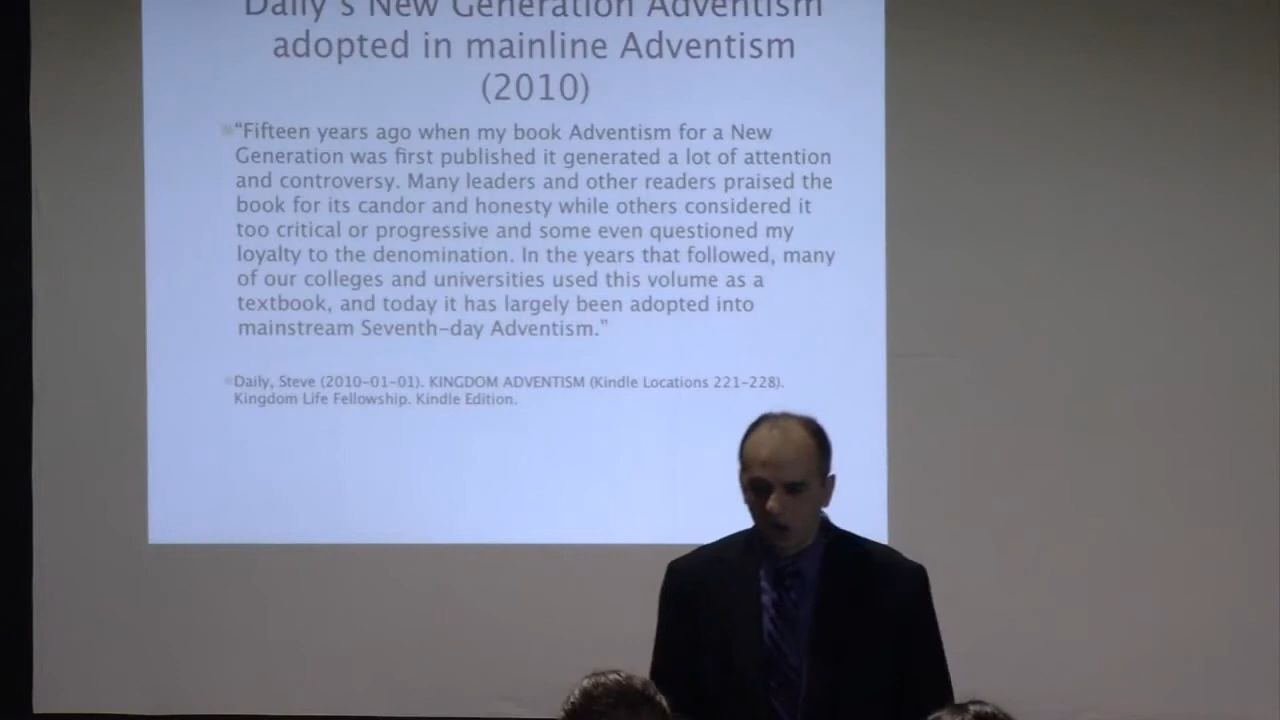 Daily's New Generation Adventism
adopted in mainline Adventism
(2010)
“Fifteen years ago when my book Adventism for a New
Generation was first published it generated a lot of attention
and controversy. Many leaders and other readers praised the
book for its candor and honesty while others considered it
too critical or progressive and some even questioned my
loyalty to the denomination. In the years that followed, many
of our colleges and universities used this volume as a
textbook, and today it has largely been adopted into
mainstream Seventh-day Adventism.”
Daily, Steve (2010-01-01). KINGDOM ADVENTISM (Kindle Locations 221-228).
Kingdom Life Fellowship. Kindle Edition.